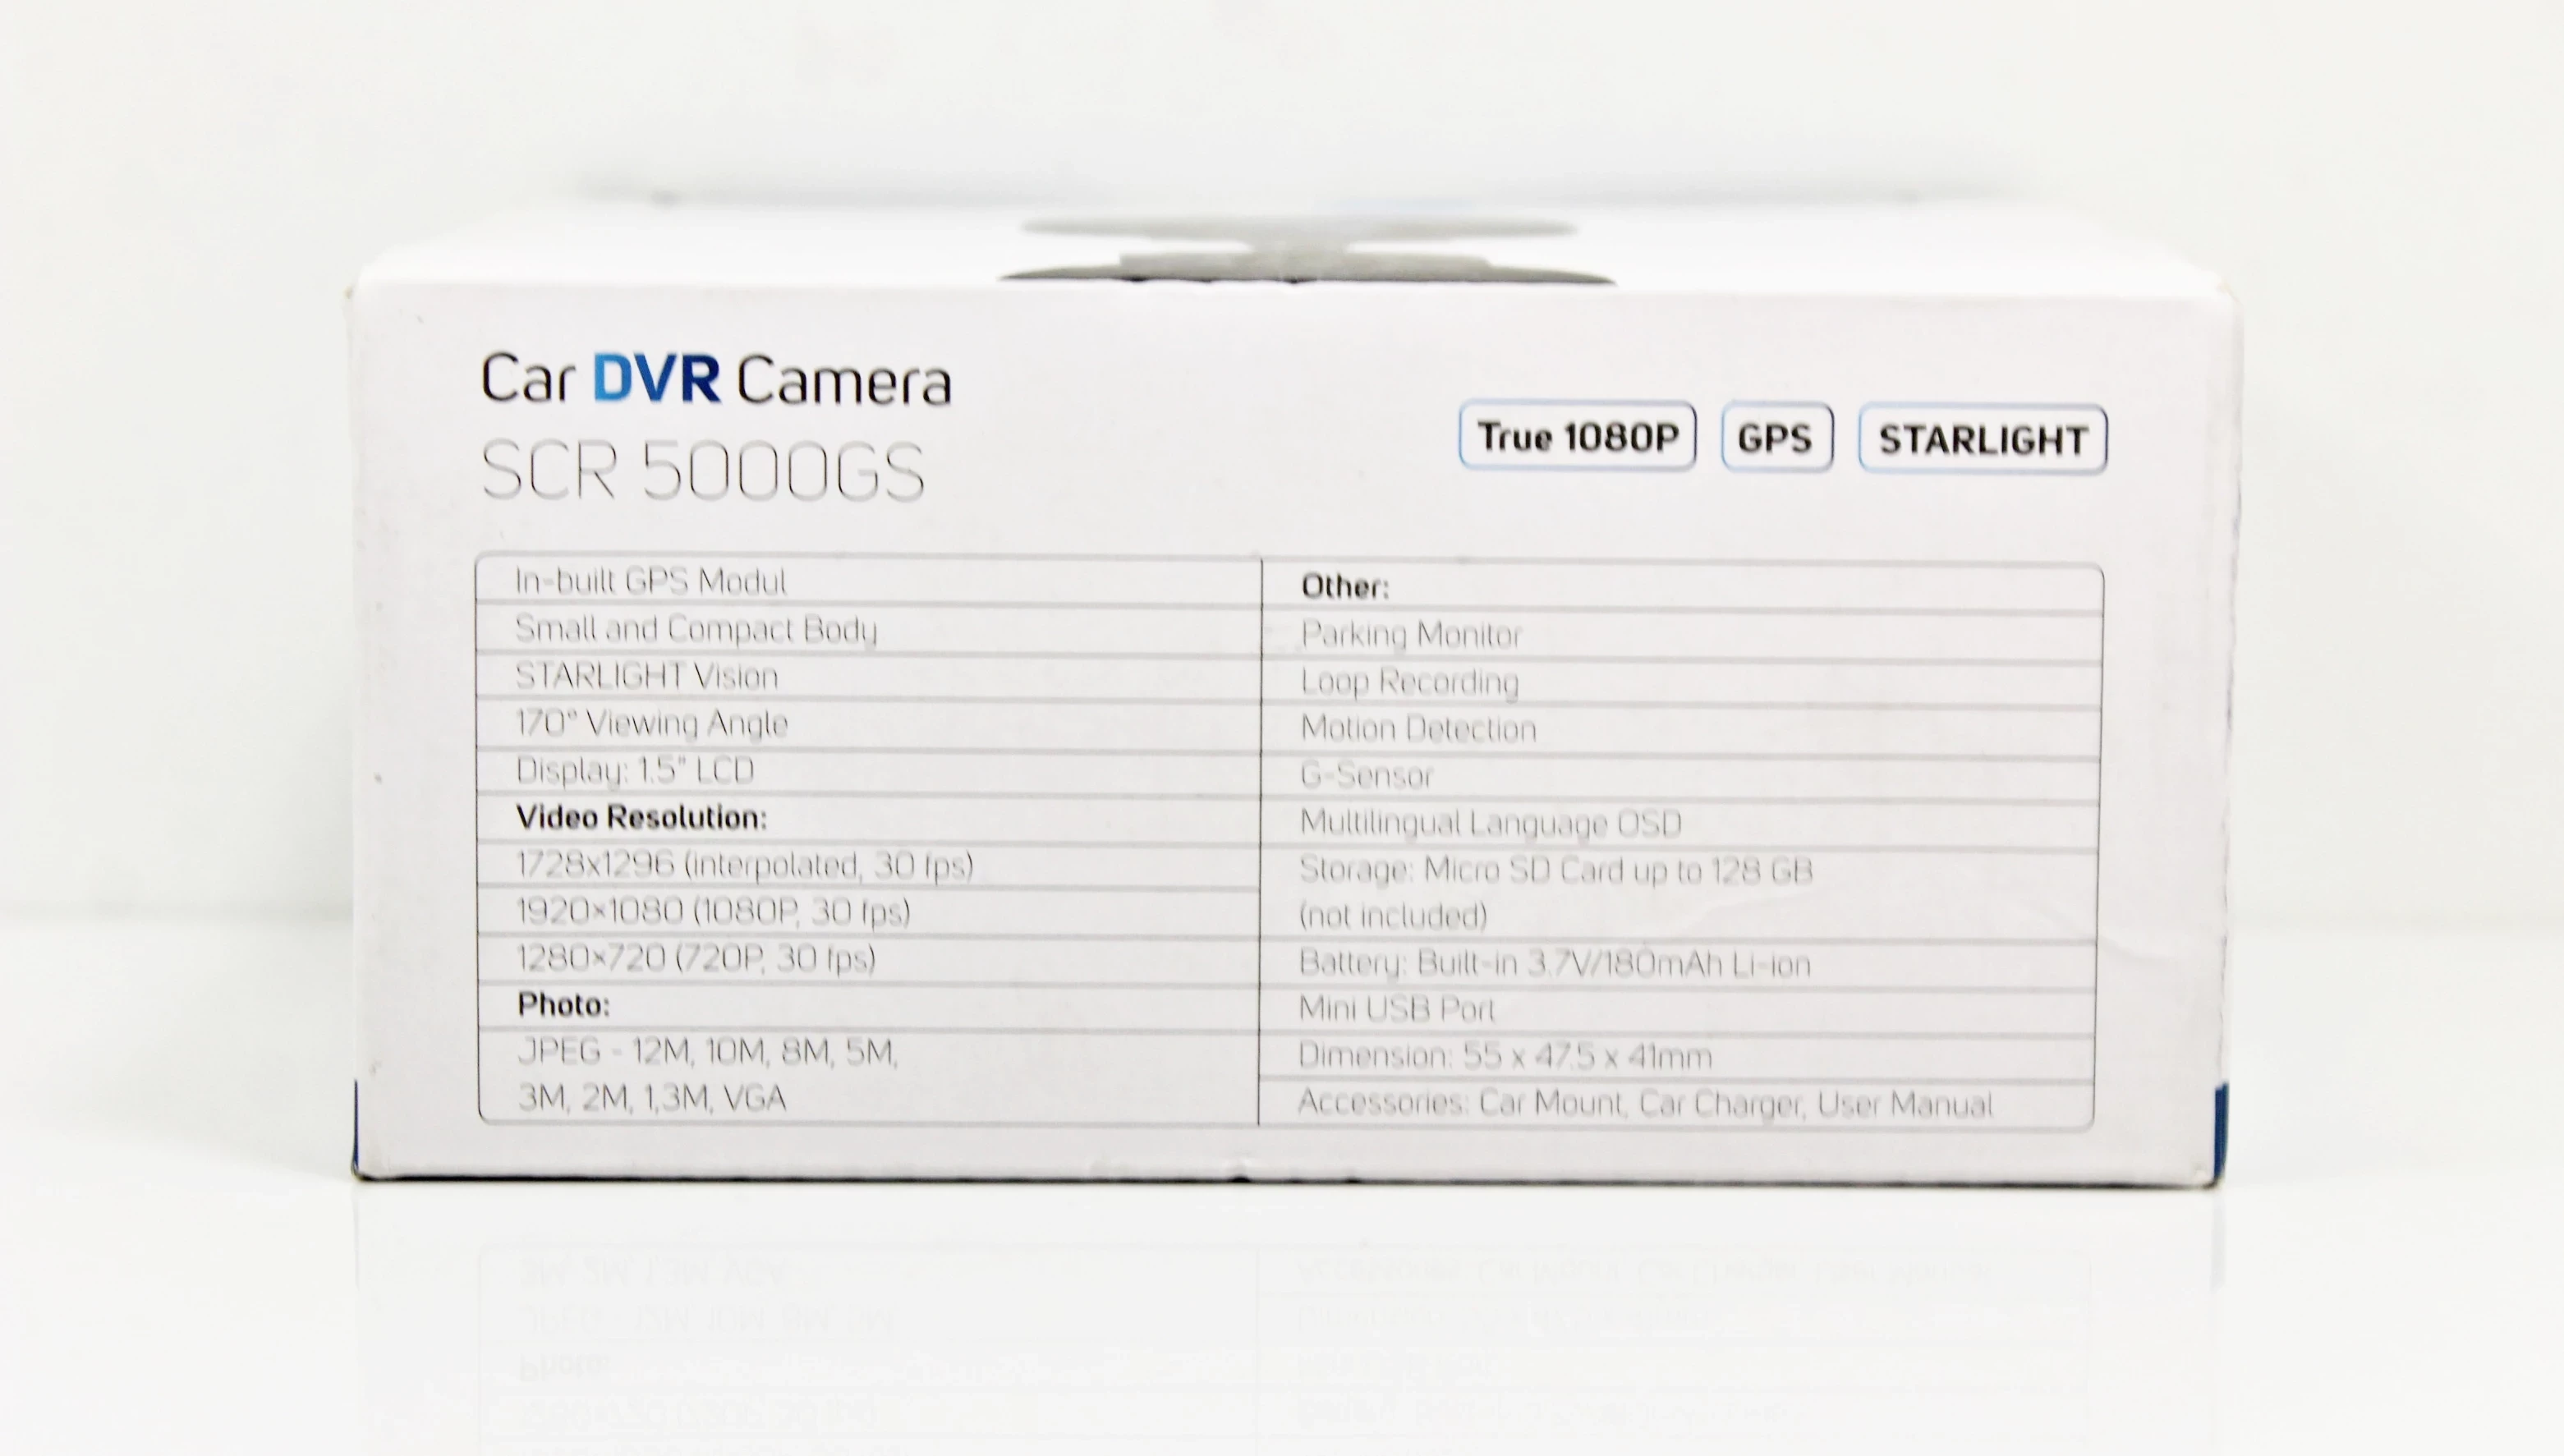 Car DVR Camera
SCR 5000GS
True 1080P
GPS
STARLIGHT
In-built GPS Modul
Small and Compact Body
STARLIGHT Vision
170° Viewing Angle
Display: 1.5" LCD
Video Resolution:
1728x1296 (interpolated, 30 fps)
1920×1080 (1080P, 30 fps)
1280×720 (720P, 30 fps)
Photo:
JPEG - 12M, 10M, 8M, 5M,
3M, 2M, 1,3M, VGA
Other:
Parking Monitor
Loop Recording
Motion Detection
G-Sensor
Multilingual Language OSD
Storage: Micro SD Card up to 128 GB
(not included)
Battery: Built-in 3.7V/180mAh Li-ion
Mini USB Port
Dimension: 55 x 47.5 x 41mm
Accessories: Car Mount, Car Charger, User Manual